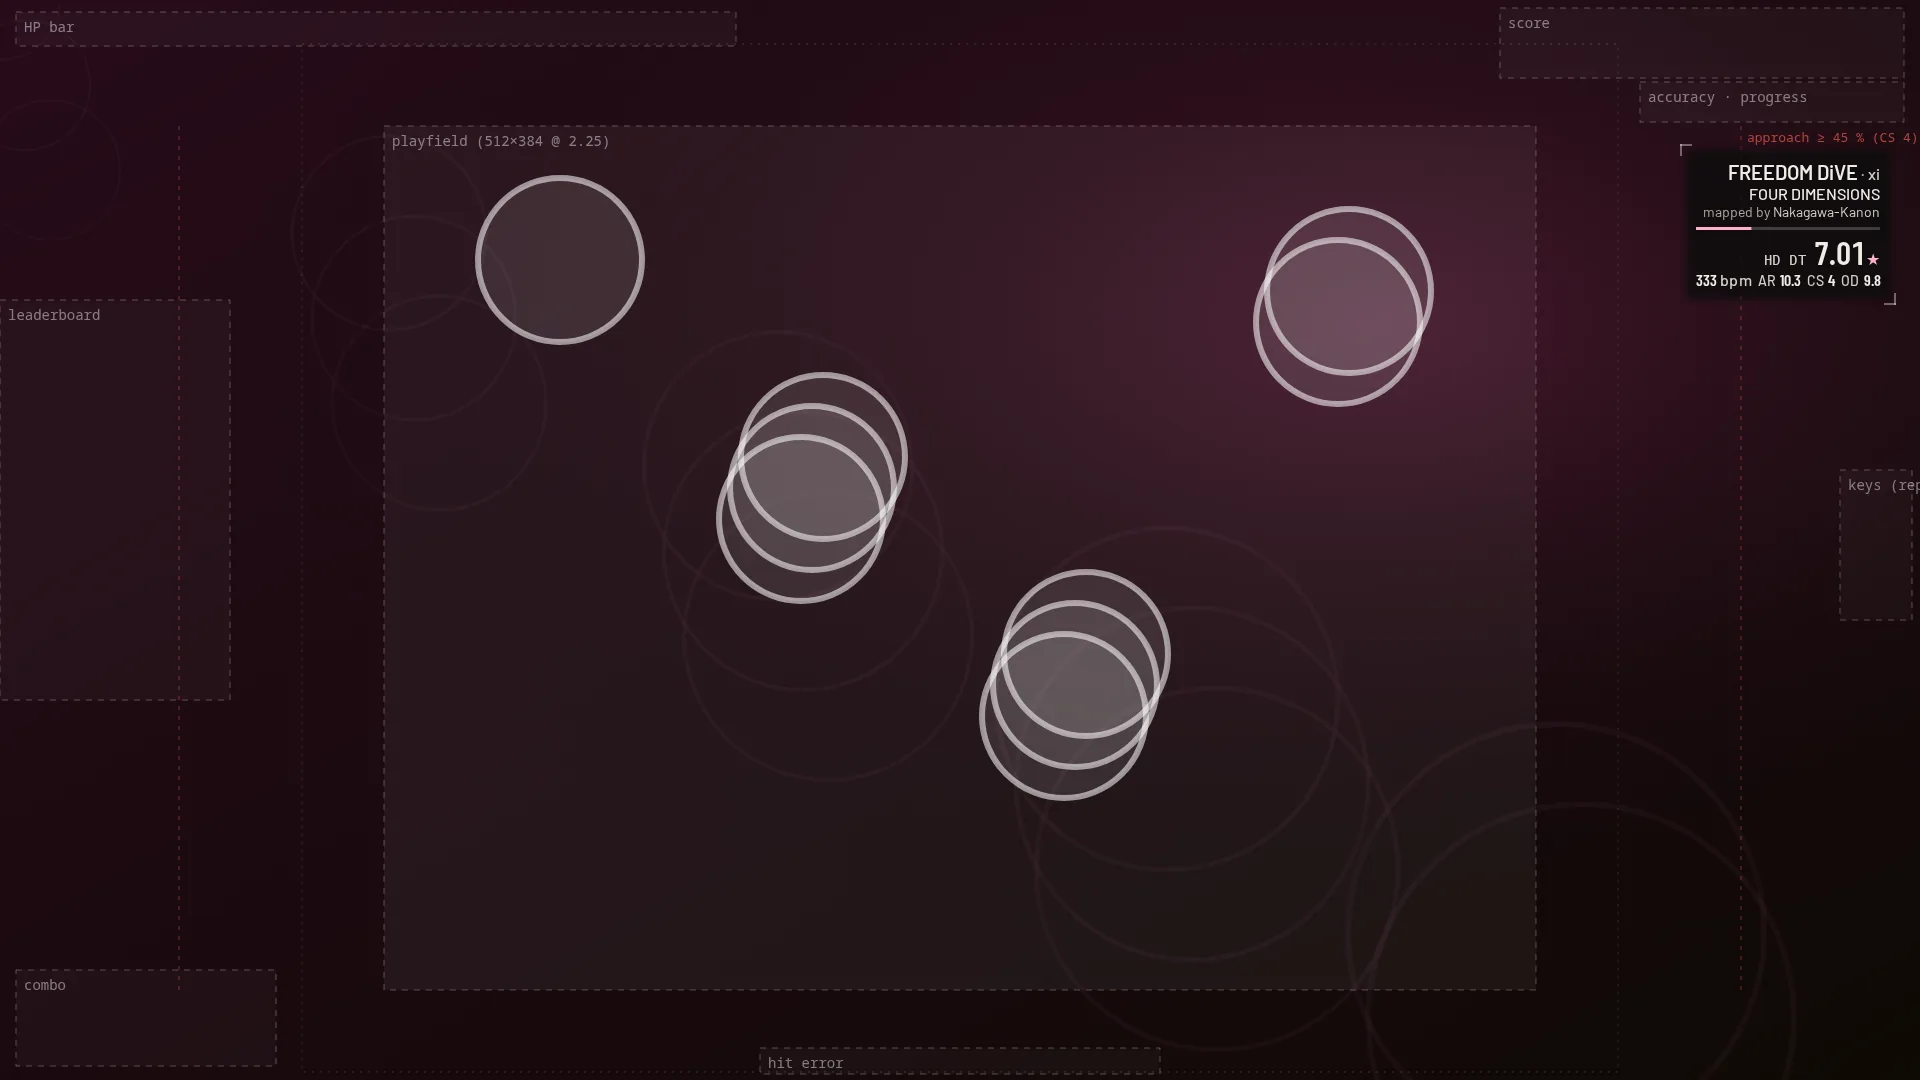 HP bar
score
accuracy · progress
approach ≥ 45 % (CS 4)
playfield (512×384 @ 2.25)
FREEDOM DiVE · xi
FOUR DIMENSIONS
mapped by Nakagawa-Kanon
HD DT 7.01★
333 bpm AR 10.3 CS 4 OD 9.8
leaderboard
keys (rep
combo
hit error